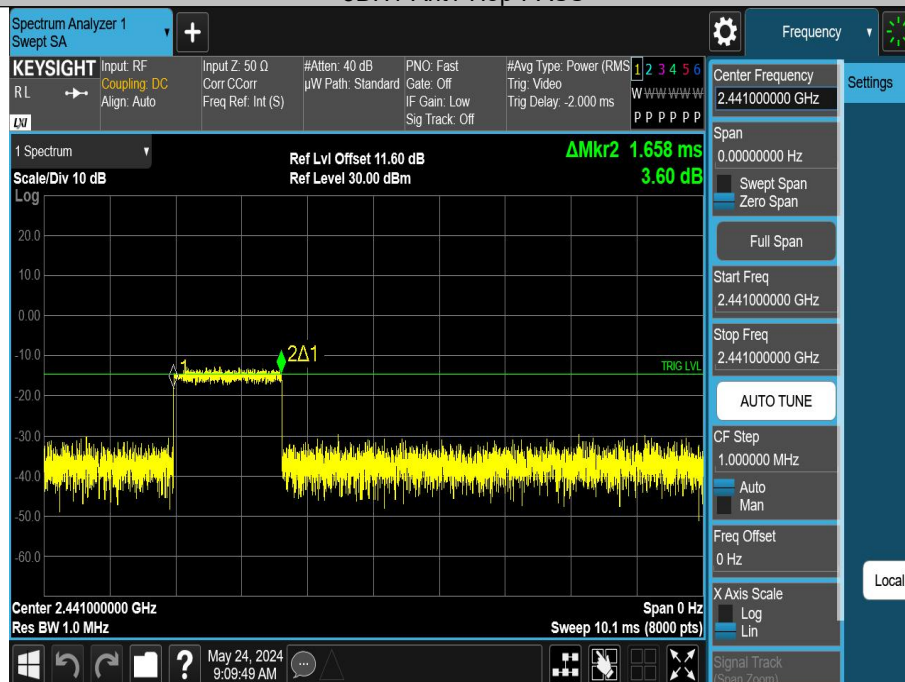 Spectrum Analyzer 1
Swept SA
+
Frequency
KEYSIGHT
RL
LXI
Input: RF
Coupling: DC
Align: Auto
Input Z: 50 Ω
Corr CCorr
Freq Ref: Int (S)
#Atten: 40 dB
µW Path: Standard
PNO: Fast
Gate: Off
IF Gain: Low
Sig Track: Off
#Avg Type: Power (RMS
Trig: Video
Trig Delay: -2.000 ms
1 2 3 4 5 6
W W W W W W
P P P P P P
1 Spectrum
Scale/Div 10 dB
Log
Ref Lvl Offset 11.60 dB
Ref Level 30.00 dBm
ΔMkr2 1.658 ms
3.60 dB
20.0
10.0
0.00
-10.0
-20.0
-30.0
-40.0
-50.0
-60.0
1
2Δ1
TRIG LVL
Center 2.441000000 GHz
Res BW 1.0 MHz
Span 0 Hz
Sweep 10.1 ms (8000 pts)
Center Frequency
2.441000000 GHz
Span
0.00000000 Hz
Swept Span
Zero Span
Full Span
Start Freq
2.441000000 GHz
Stop Freq
2.441000000 GHz
AUTO TUNE
CF Step
1.000000 MHz
Auto
Man
Freq Offset
0 Hz
X Axis Scale
Log
Lin
Signal Track
(Span Zoom)
Settings
Local
?
May 24, 2024
9:09:49 AM